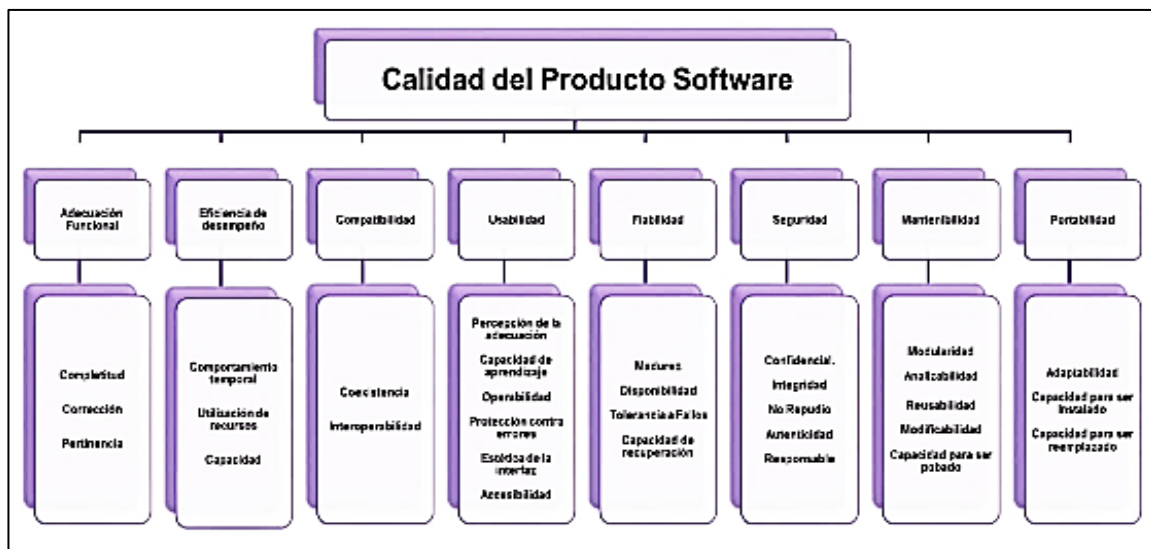 Calidad del Producto Software
Adecuación
Funcional
Eficiencia de
desempeño
Compatibilidad
Usabilidad
Fiabilidad
Seguridad
Mantenibilidad
Portabilidad
Completitud
Corrección
Pertinencia
Comportamiento
temporal
Utilización de
recursos
Capacidad
Coexistencia
Interoperabilidad
Percepción de la
adecuación
Capacidad de
aprendizaje
Operabilidad
Protección contra
errores
Estética de la
interfaz
Accesibilidad
Madurez
Disponibilidad
Tolerancia a Fallos
Capacidad de
recuperación
Confidencial.
Integridad
No Repudio
Autenticidad
Responsable
Modularidad
Analizabilidad
Reusabilidad
Modificabilidad
Capacidad para ser
pobado
Adaptabilidad
Capacidad para ser
instalado
Capacidad para ser
reemplazado